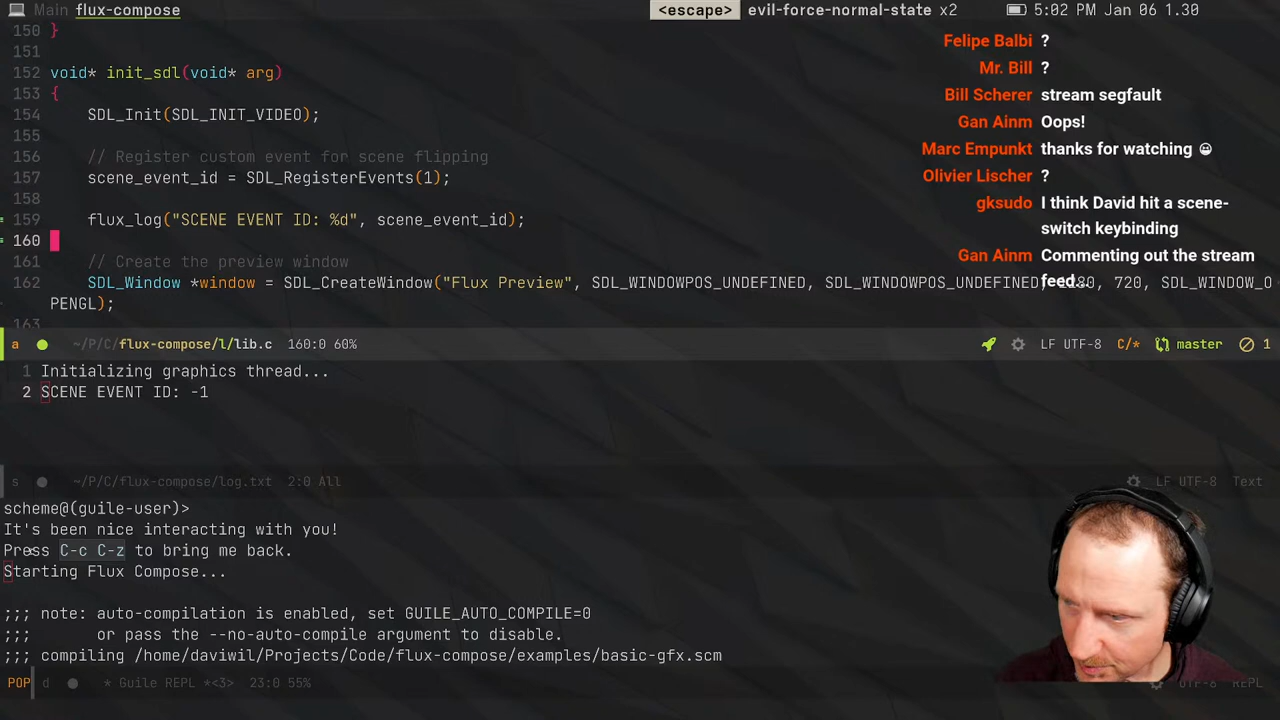 Main flux-compose
<escape> evil-force-normal-state x2
5:02 PM Jan 06 1.30
150 }
151
152 void* init_sdl(void* arg)
153 {
154 SDL_Init(SDL_INIT_VIDEO);
155
156 // Register custom event for scene flipping
157 scene_event_id = SDL_RegisterEvents(1);
158
159 flux_log("SCENE EVENT ID: %d", scene_event_id);
160
161 // Create the preview window
162 SDL_Window *window = SDL_CreateWindow("Flux Preview", SDL_WINDOWPOS_UNDEFINED, SDL_WINDOWPOS_UNDEFINED, 80, 720, SDL_WINDOW_O
PENGL);
163
Felipe Balbi ?
Mr. Bill ?
Bill Scherer stream segfault
Gan Ainm Oops!
Marc Empunkt thanks for watching 😀
Olivier Lischer ?
gksudo I think David hit a scene-
switch keybinding
Gan Ainm Commenting out the stream
feed...
a ~/P/C/flux-compose/l/lib.c 160:0 60% LF UTF-8 C/* master 1
1 Initializing graphics thread...
2 SCENE EVENT ID: -1
s ~/P/C/flux-compose/log.txt 2:0 All LF UTF-8 Text
scheme@(guile-user)>
It's been nice interacting with you!
Press C-c C-z to bring me back.
Starting Flux Compose...
;;; note: auto-compilation is enabled, set GUILE_AUTO_COMPILE=0
;;; or pass the --no-auto-compile argument to disable.
;;; compiling /home/daviwil/Projects/Code/flux-compose/examples/basic-gfx.scm
POP d * Guile REPL *<3> 23:0 55% UTF-8 REPL